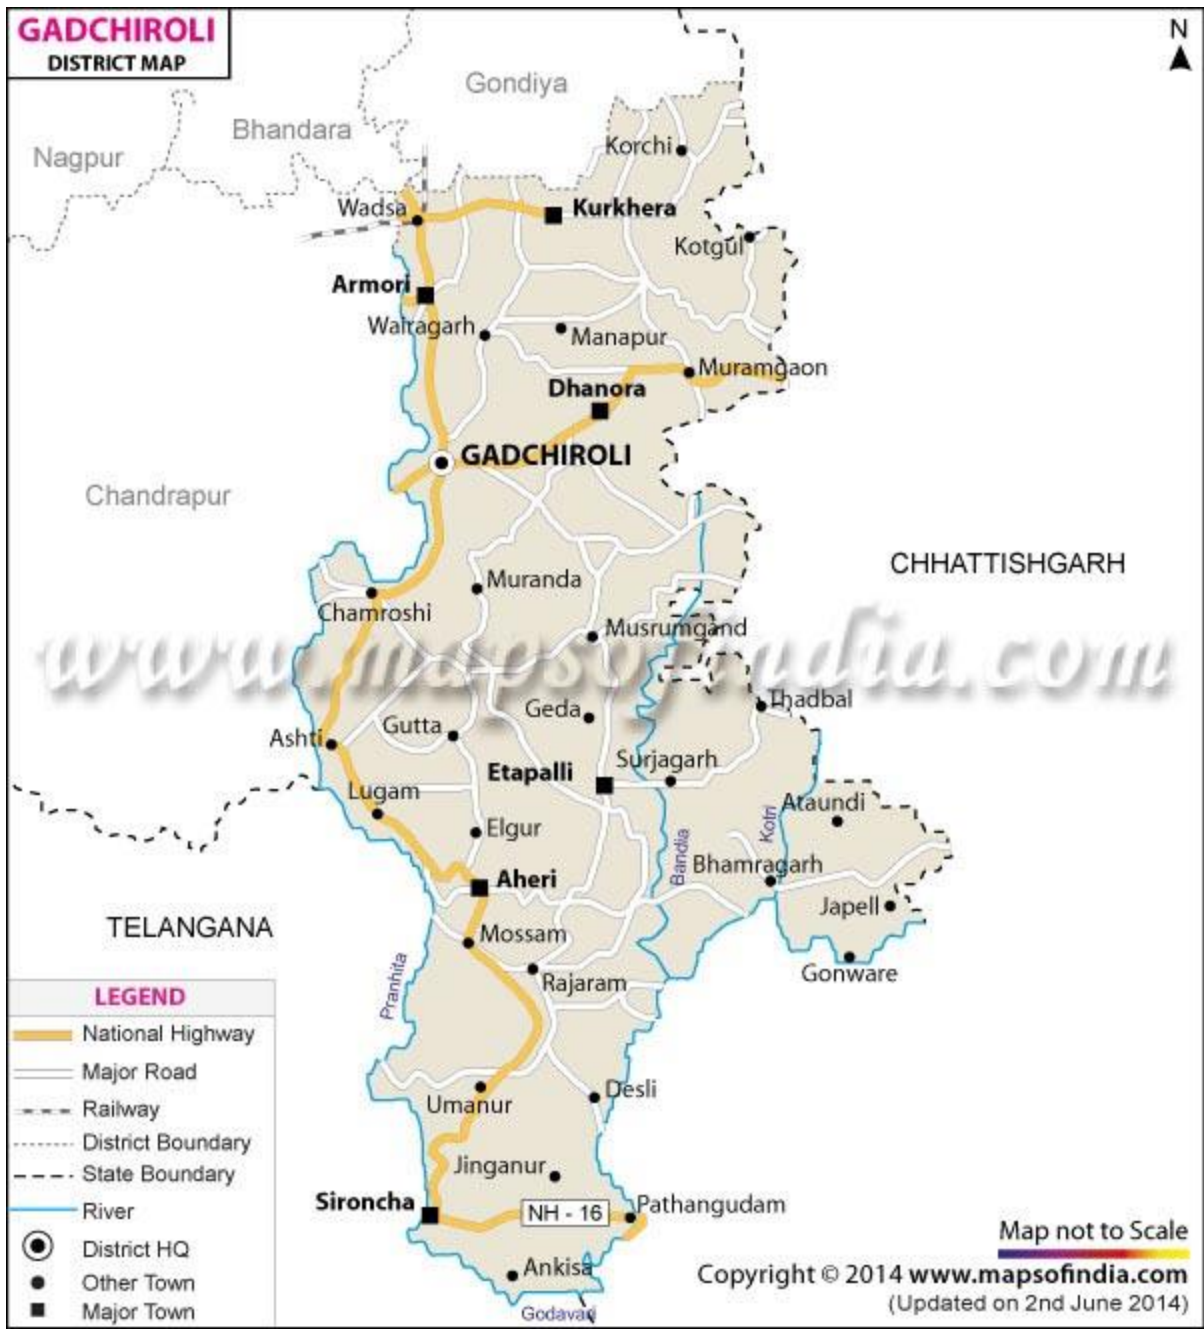 GADCHIROLI
DISTRICT MAP
N
Gondiya
Bhandara
Nagpur
Korchi
Wadsa
Kurkhera
Kotgul
Armori
Wairagarh
Manapur
Muramgaon
Dhanora
GADCHIROLI
Chandrapur
CHHATTISHGARH
Muranda
Chamroshi
Musrumgand
www.mapsofindia.com
Thadbal
Geda
Gutta
Ashti
Surjagarh
Etapalli
Lugam
Ataundi
Elgur
Kotri
Bandia
Bhamragarh
Aheri
Japell
TELANGANA
Mossam
Gonware
Rajaram
Pranhita
LEGEND
National Highway
Major Road
Railway
District Boundary
State Boundary
River
District HQ
Other Town
Major Town
Umanur
Desli
Jinganur
Sironcha
NH - 16
Pathangudam
Ankisa
Godavari
Map not to Scale
Copyright © 2014 www.mapsofindia.com
(Updated on 2nd June 2014)